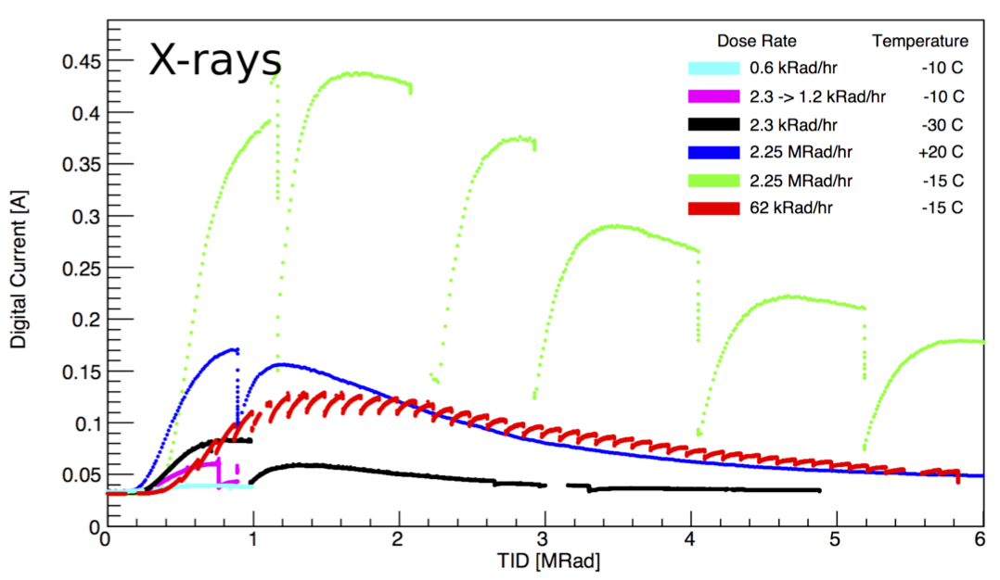 X-rays
Dose Rate Temperature
0.6 kRad/hr -10 C
2.3 -> 1.2 kRad/hr -10 C
2.3 kRad/hr -30 C
2.25 MRad/hr +20 C
2.25 MRad/hr -15 C
62 kRad/hr -15 C
Digital Current [A]
0.45
0.4
0.35
0.3
0.25
0.2
0.15
0.1
0.05
0
0 1 2 3 4 5 6
TID [MRad]